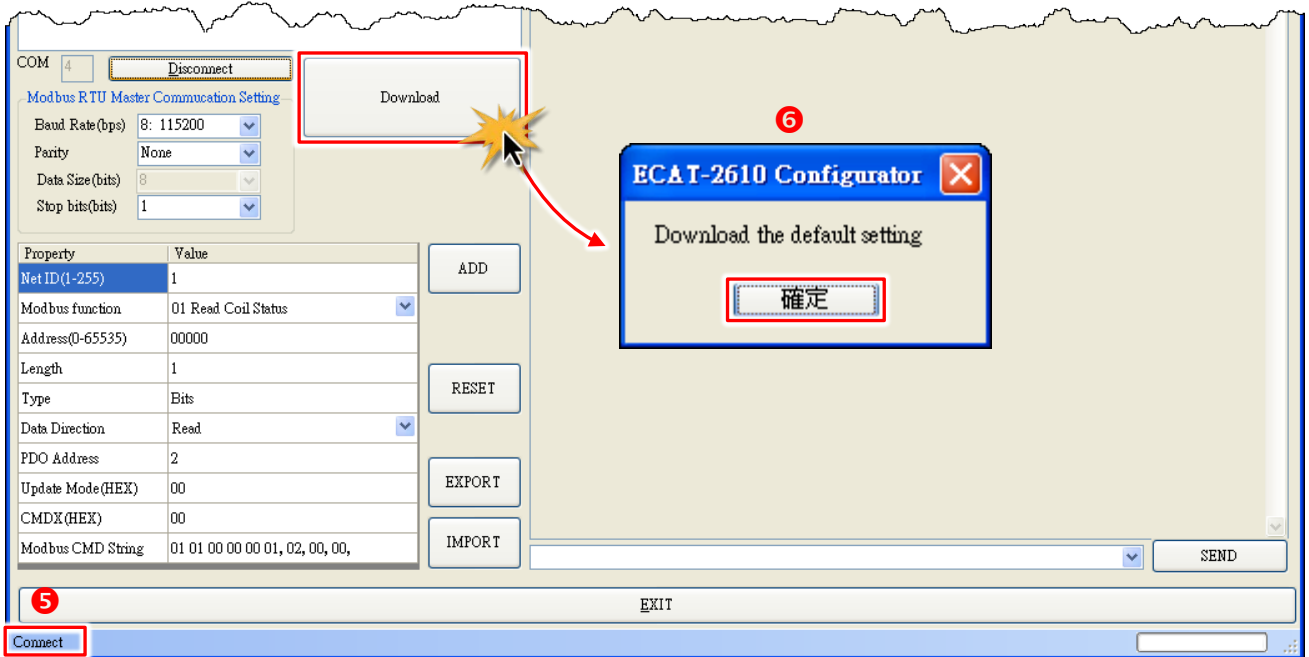 COM 4 Disconnect
Download
Modbus RTU Master Commucation Setting
Baud Rate(bps) 8: 115200
Parity None
Data Size(bits) 8
Stop bits(bits) 1
6
ECAT-2610 Configurator
Download the default setting
確定
Property Value
Net ID(1-255) 1
Modbus function 01 Read Coil Status
Address(0-65535) 00000
Length 1
Type Bits
Data Direction Read
PDO Address 2
Update Mode(HEX) 00
CMDX(HEX) 00
Modbus CMD String 01 01 00 00 00 01, 02, 00, 00,
ADD
RESET
EXPORT
IMPORT
SEND
5
EXIT
Connect